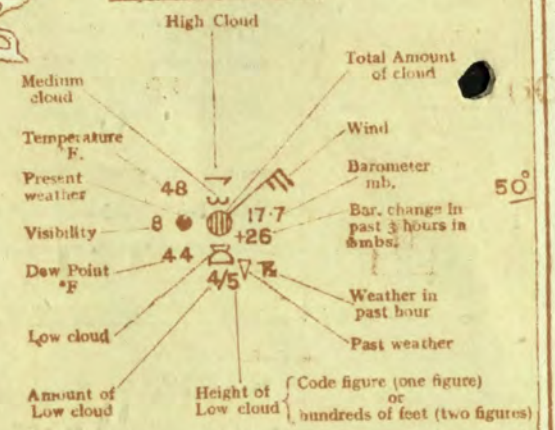 High Cloud
Total Amount
of cloud
Medium
cloud
Wind
Temperature
°F.
Barometer
mb.
Present
weather
48
50°
17·7
Bar. change in
past 3 hours in
½mbs.
8
Visibility
+26
44
Dew Point
°F
4/5
Weather in
past hour
Low cloud
Past weather
Amount of
Low cloud
Height of
Low cloud
Code figure (one figure)
or
hundreds of feet (two figures)